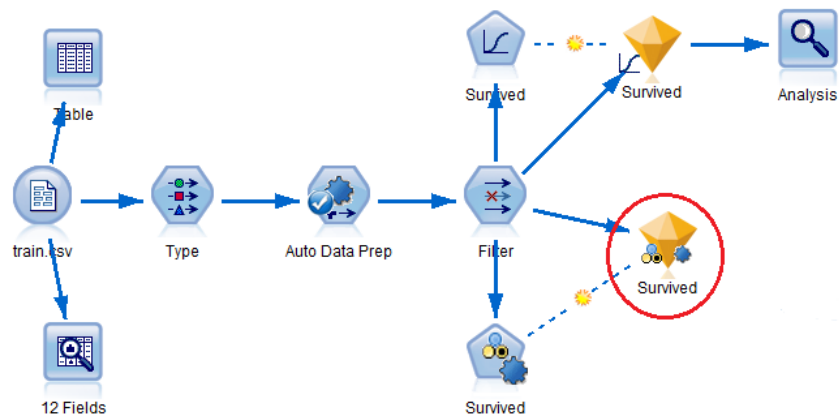 Survived
Survived
Analysis
Table
train.csv
Type
Auto Data Prep
Filter
Survived
12 Fields
Survived